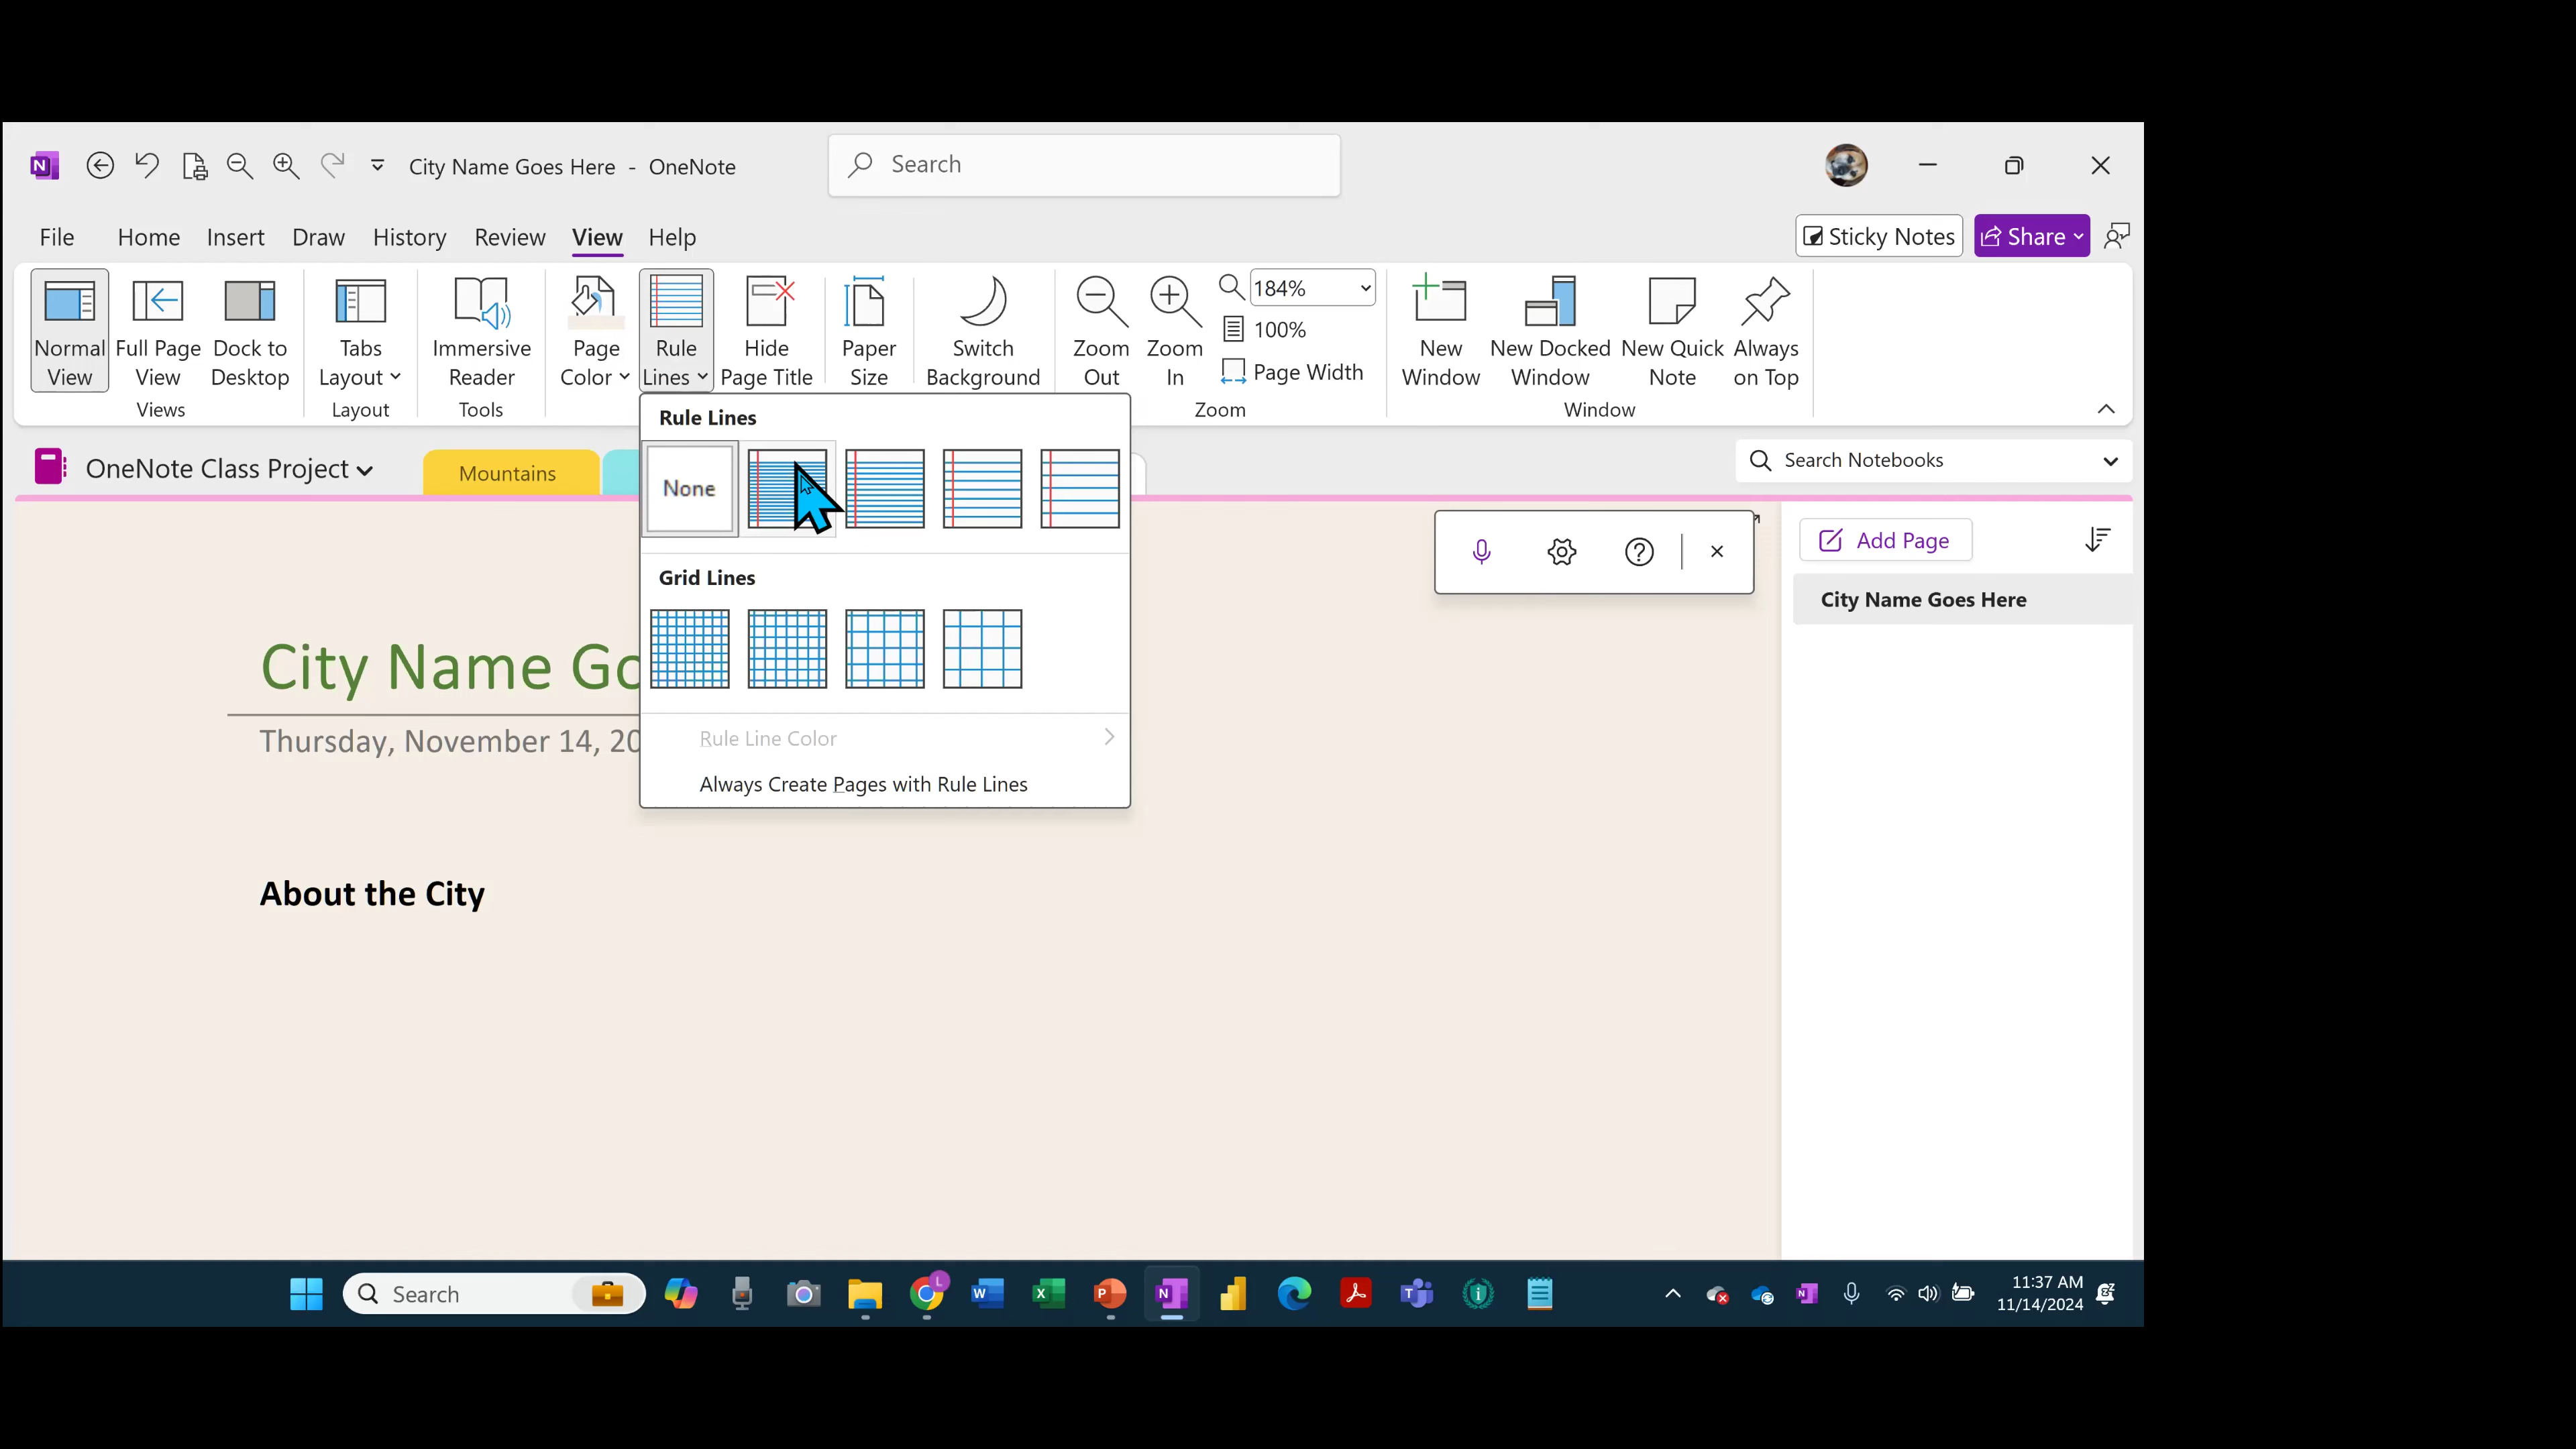 City Name Goes Here - OneNote
Search
File Home Insert Draw History Review View Help
Sticky Notes
Share
Normal View
Full Page View
Dock to Desktop
Views
Tabs Layout
Layout
Immersive Reader
Tools
Page Color
Rule Lines
Hide Page Title
Paper Size
Switch Background
Zoom Out
Zoom In
184%
100%
Page Width
Zoom
New Window
New Docked Window
New Quick Note
Always on Top
Window
OneNote Class Project
Mountains
Search Notebooks
Rule Lines
None
Grid Lines
Rule Line Color
Always Create Pages with Rule Lines
Add Page
City Name Goes Here
City Name Go
Thursday, November 14, 20
About the City
Search
11:37 AM
11/14/2024